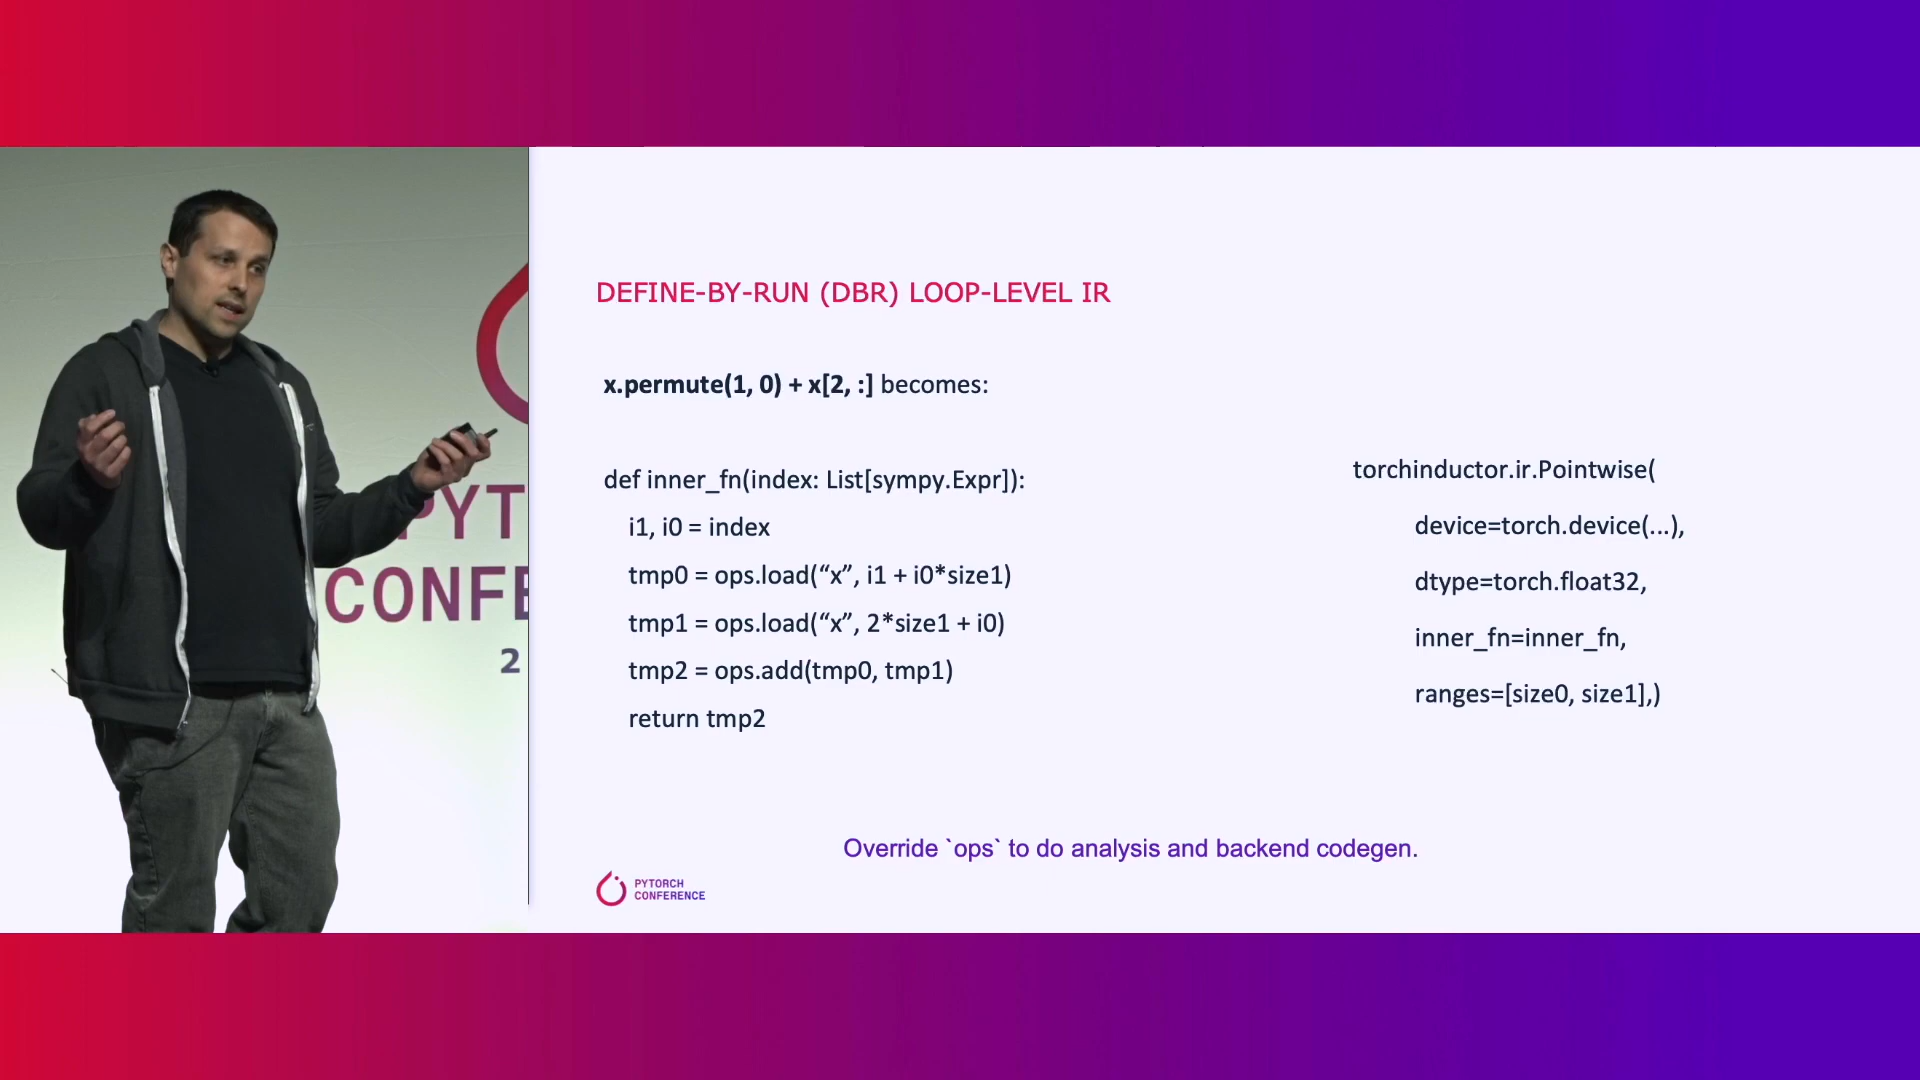 PYT
CONFE
2
DEFINE-BY-RUN (DBR) LOOP-LEVEL IR
x.permute(1, 0) + x[2, :] becomes:
def inner_fn(index: List[sympy.Expr]):
i1, i0 = index
tmp0 = ops.load(“x”, i1 + i0*size1)
tmp1 = ops.load(“x”, 2*size1 + i0)
tmp2 = ops.add(tmp0, tmp1)
return tmp2
torchinductor.ir.Pointwise(
device=torch.device(...),
dtype=torch.float32,
inner_fn=inner_fn,
ranges=[size0, size1],)
Override `ops` to do analysis and backend codegen.
PYTORCH
CONFERENCE